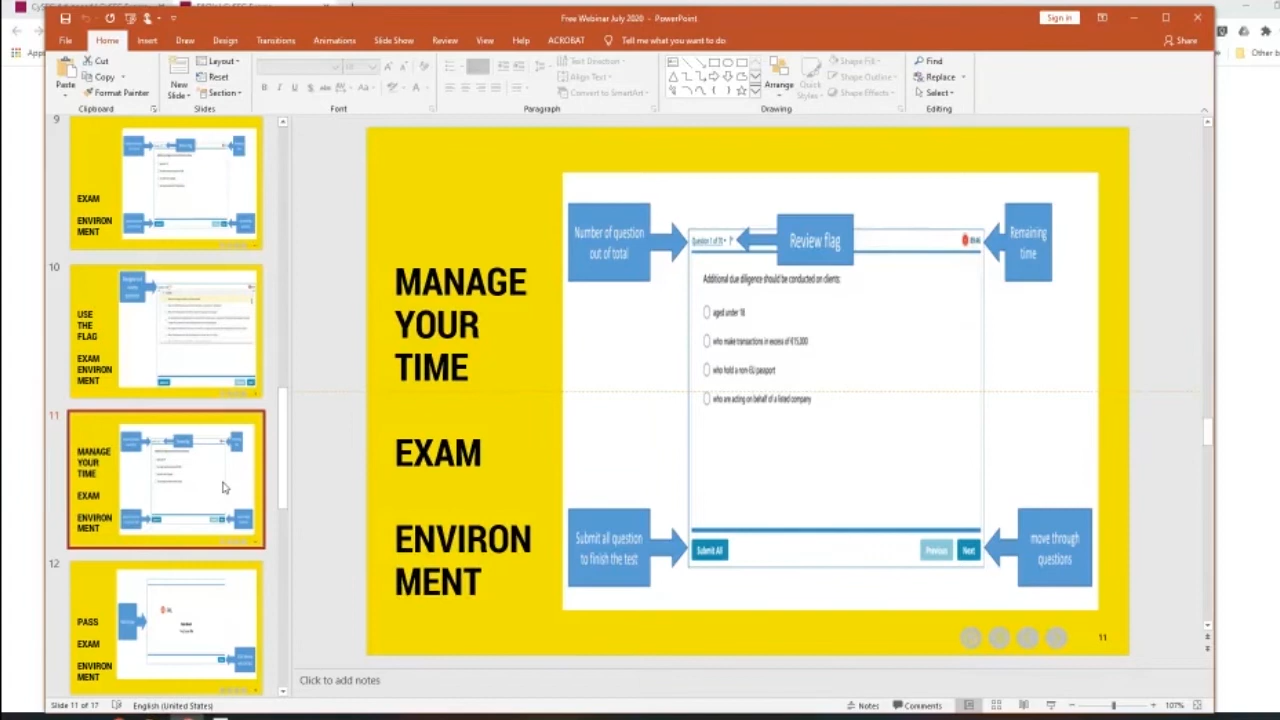 Free Webinar July 2020 - PowerPoint
Sign in
File Home Insert Draw Design Transitions Animations Slide Show Review View Help ACROBAT Tell me what you want to do
Share
Cut
Copy
Format Painter
Paste
Clipboard
New
Slide
Layout
Reset
Section
Slides
Font
Text Direction
Align Text
Convert to SmartArt
Paragraph
Arrange
Quick
Styles
Shape Fill
Shape Outline
Shape Effects
Drawing
Find
Replace
Select
Editing
9
EXAM
ENVIRON
MENT
10
USE
THE
FLAG
EXAM
ENVIRON
MENT
11
MANAGE
YOUR
TIME
EXAM
ENVIRON
MENT
12
PASS
EXAM
ENVIRON
MENT
MANAGE
YOUR
TIME
EXAM
ENVIRON
MENT
Number of question
out of total
Review flag
Remaining
time
Additional due diligence should be conducted on clients:
aged under 18
who make transactions in excess of €15,000
who hold a non-EU passport
who are acting on behalf of a listed company
Submit all question
to finish the test
Submit All
Previous
Next
move through
questions
11
Click to add notes
Slide 11 of 17
English (United States)
Notes
Comments
107%